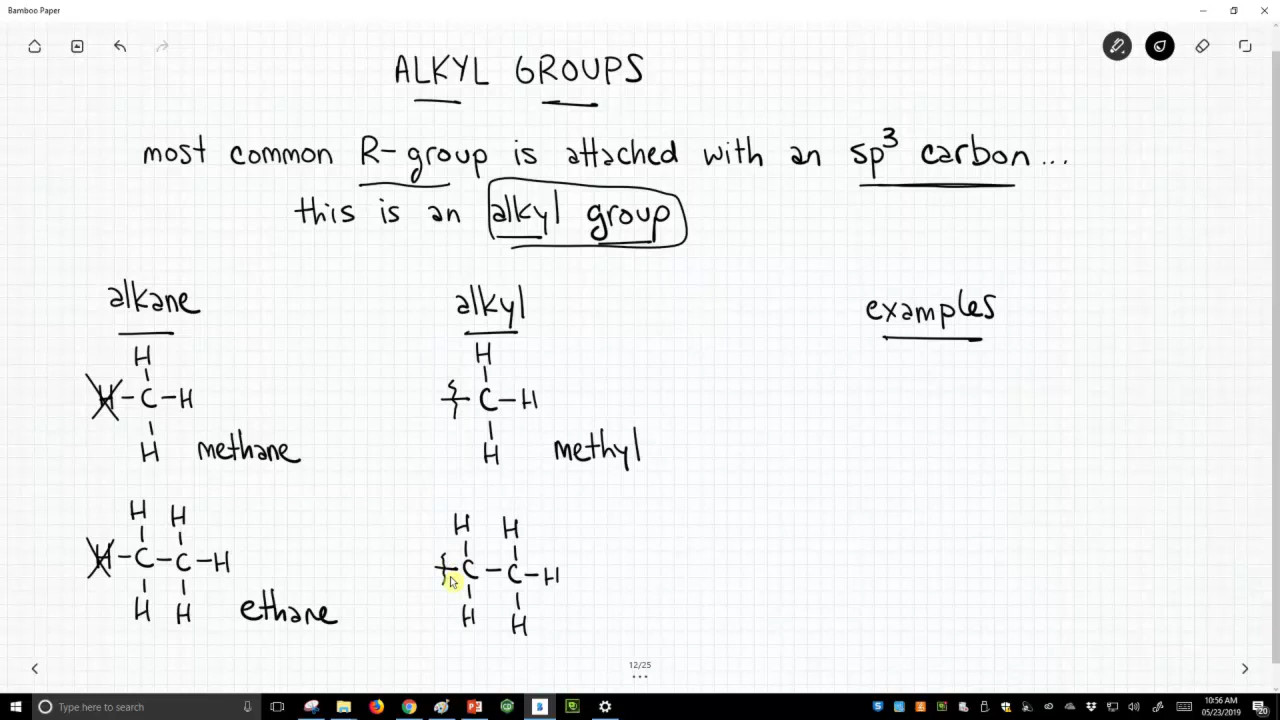 Bamboo Paper
ALKYL GROUPS
most common R-group is attached with an sp³ carbon...
this is an alkyl group
alkane
alkyl
examples
H
H-C-H
H
methane
H
C-H
H
methyl
H H
H-C-C-H
H H
ethane
H H
C-C-H
H H
12/25
Type here to search
10:56 AM
05/23/2019
20